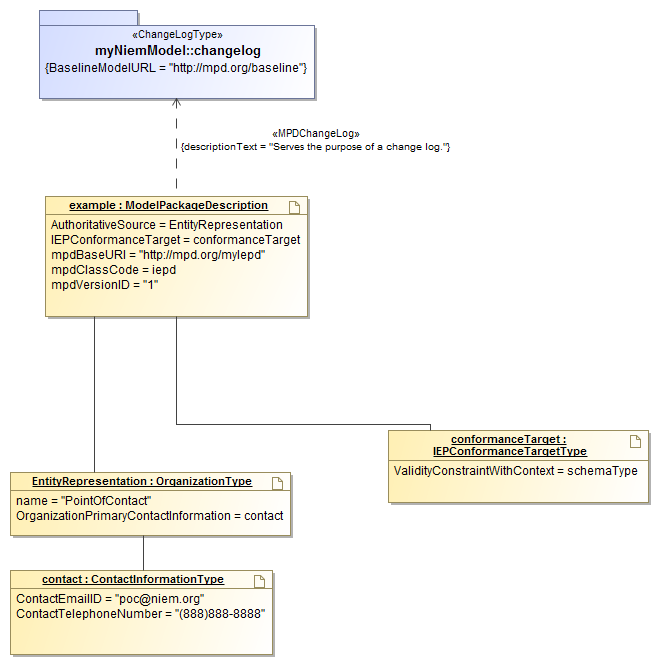 «ChangeLogType»
myNiemModel::changelog
{BaselineModelURL = "http://mpd.org/baseline"}
«MPDChangeLog»
{descriptionText = "Serves the purpose of a change log."}
example : ModelPackageDescription
AuthoritativeSource = EntityRepresentation
IEPConformanceTarget = conformanceTarget
mpdBaseURI = "http://mpd.org/myIepd"
mpdClassCode = iepd
mpdVersionID = "1"
conformanceTarget :
IEPConformanceTargetType
ValidityConstraintWithContext = schemaType
EntityRepresentation : OrganizationType
name = "PointOfContact"
OrganizationPrimaryContactInformation = contact
contact : ContactInformationType
ContactEmailID = "poc@niem.org"
ContactTelephoneNumber = "(888)888-8888"